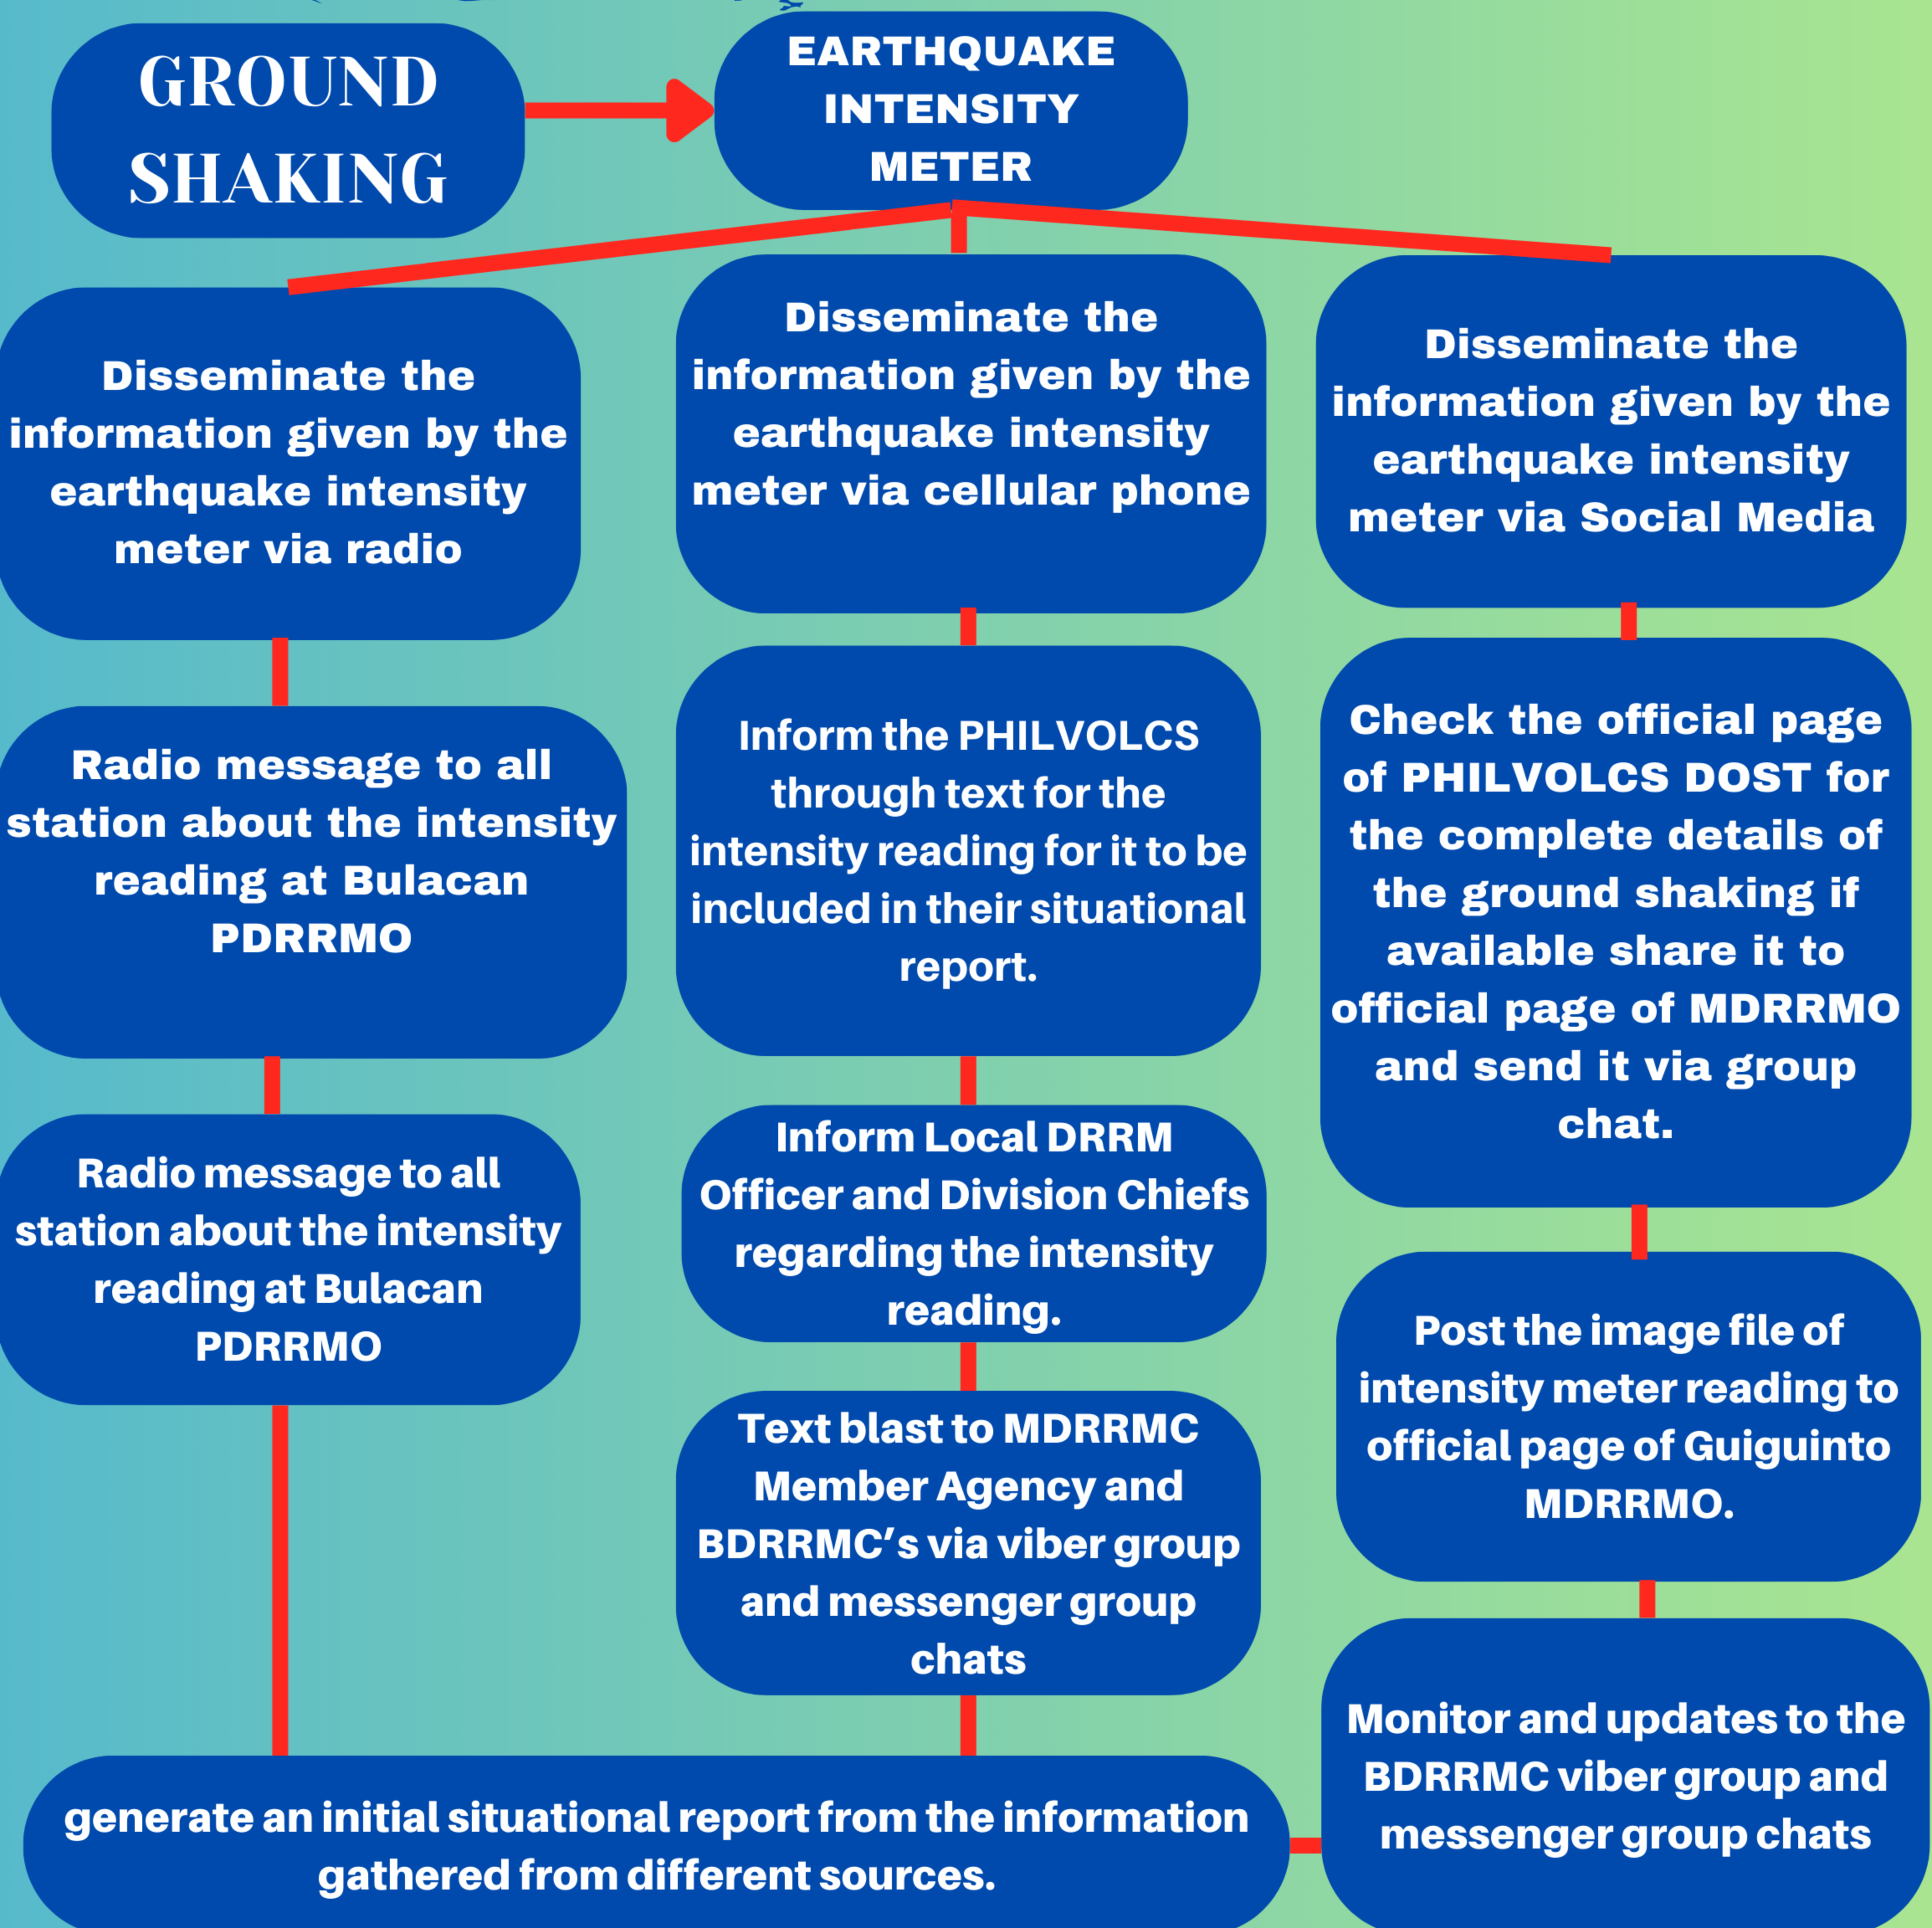 GROUND
SHAKING
EARTHQUAKE
INTENSITY
METER
Disseminate the
information given by the
earthquake intensity
meter via radio
Disseminate the
information given by the
earthquake intensity
meter via cellular phone
Disseminate the
information given by the
earthquake intensity
meter via Social Media
Radio message to all
station about the intensity
reading at Bulacan
PDRRMO
Inform the PHILVOLCS
through text for the
intensity reading for it to be
included in their situational
report.
Check the official page
of PHILVOLCS DOST for
the complete details of
the ground shaking if
available share it to
official page of MDRRMO
and send it via group
chat.
Radio message to all
station about the intensity
reading at Bulacan
PDRRMO
Inform Local DRRM
Officer and Division Chiefs
regarding the intensity
reading.
Post the image file of
intensity meter reading to
official page of Guiguinto
MDRRMO.
Text blast to MDRRMC
Member Agency and
BDRRMC’s via viber group
and messenger group
chats
Monitor and updates to the
BDRRMC viber group and
messenger group chats
generate an initial situational report from the information
gathered from different sources.